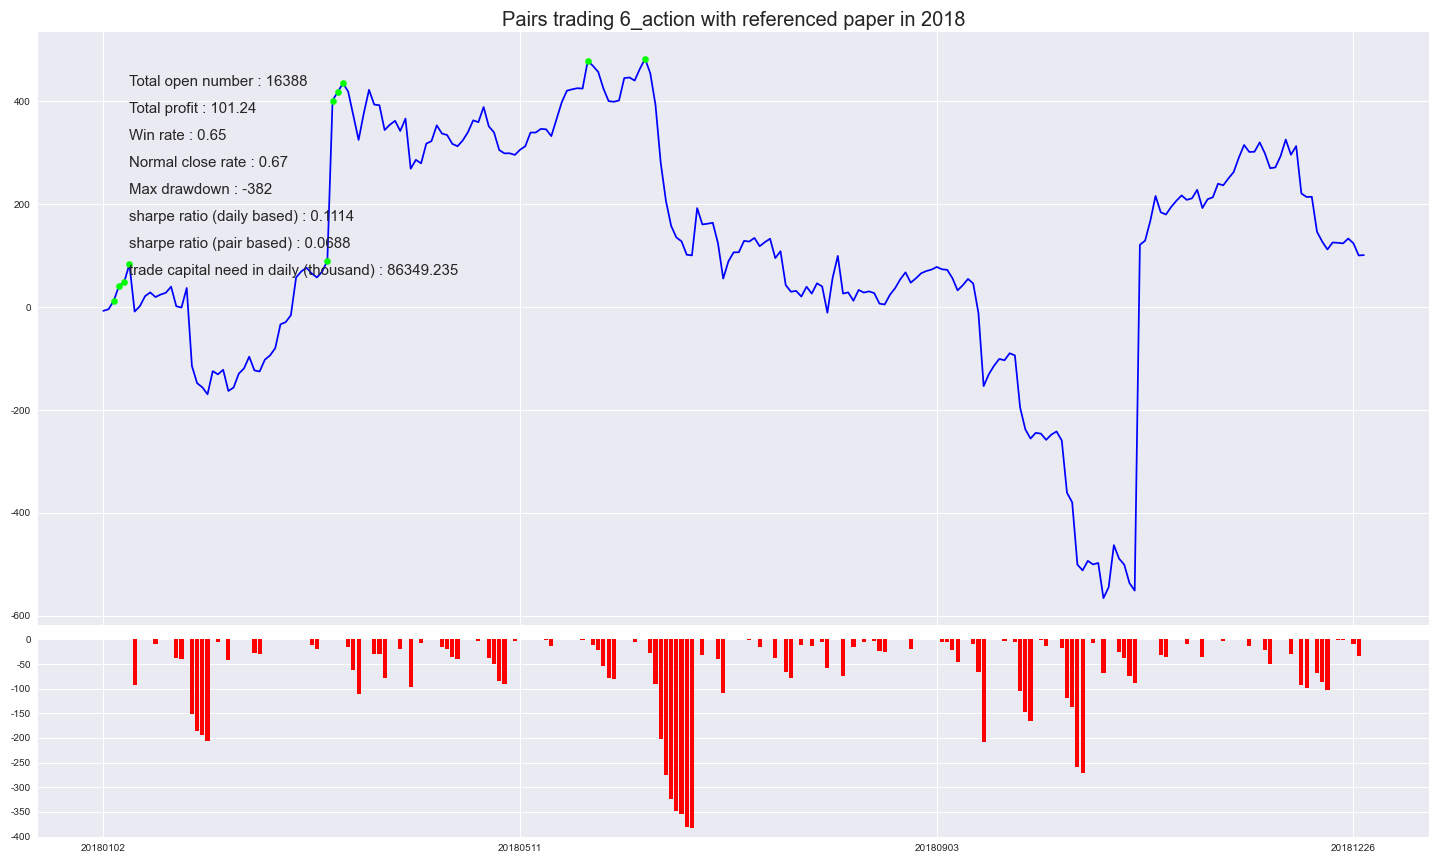 Pairs trading 6_action with referenced paper in 2018
Total open number : 16388
Total profit : 101.24
Win rate : 0.65
Normal close rate : 0.67
Max drawdown : -382
sharpe ratio (daily based) : 0.1114
sharpe ratio (pair based) : 0.0688
trade capital need in daily (thousand) : 86349.235
400
200
0
-200
-400
-600
0
-50
-100
-150
-200
-250
-300
-350
-400
20180102 20180511 20180903 20181226